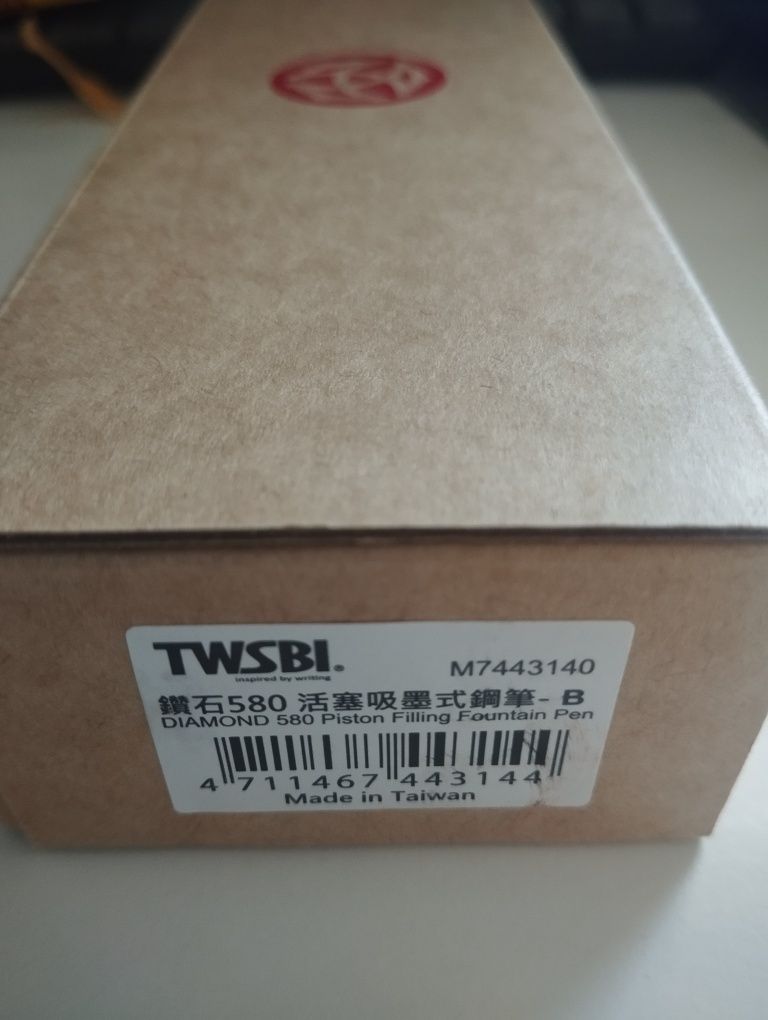 TWSBI®
inspired by writing
M7443140
鑽石580 活塞吸墨式鋼筆- B
DIAMOND 580 Piston Filling Fountain Pen
4 711467 443144
Made in Taiwan